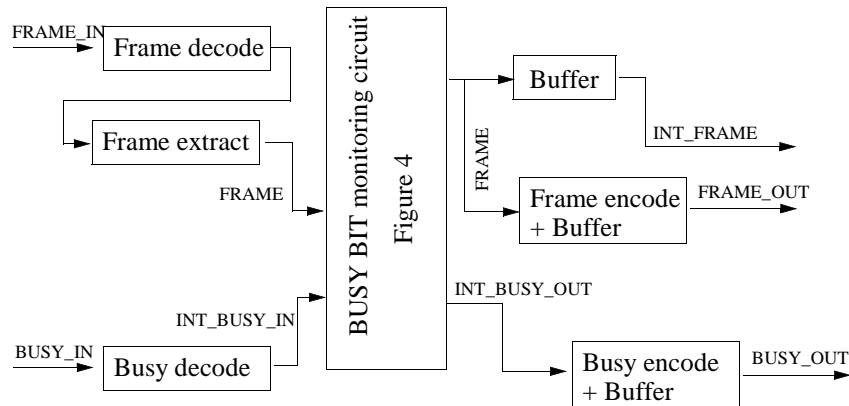 FRAME_IN
Frame decode
Frame extract
FRAME
BUSY_IN
Busy decode
INT_BUSY_IN
BUSY BIT monitoring circuit
Figure 4
Buffer
INT_FRAME
FRAME
Frame encode
+ Buffer
FRAME_OUT
INT_BUSY_OUT
Busy encode
+ Buffer
BUSY_OUT